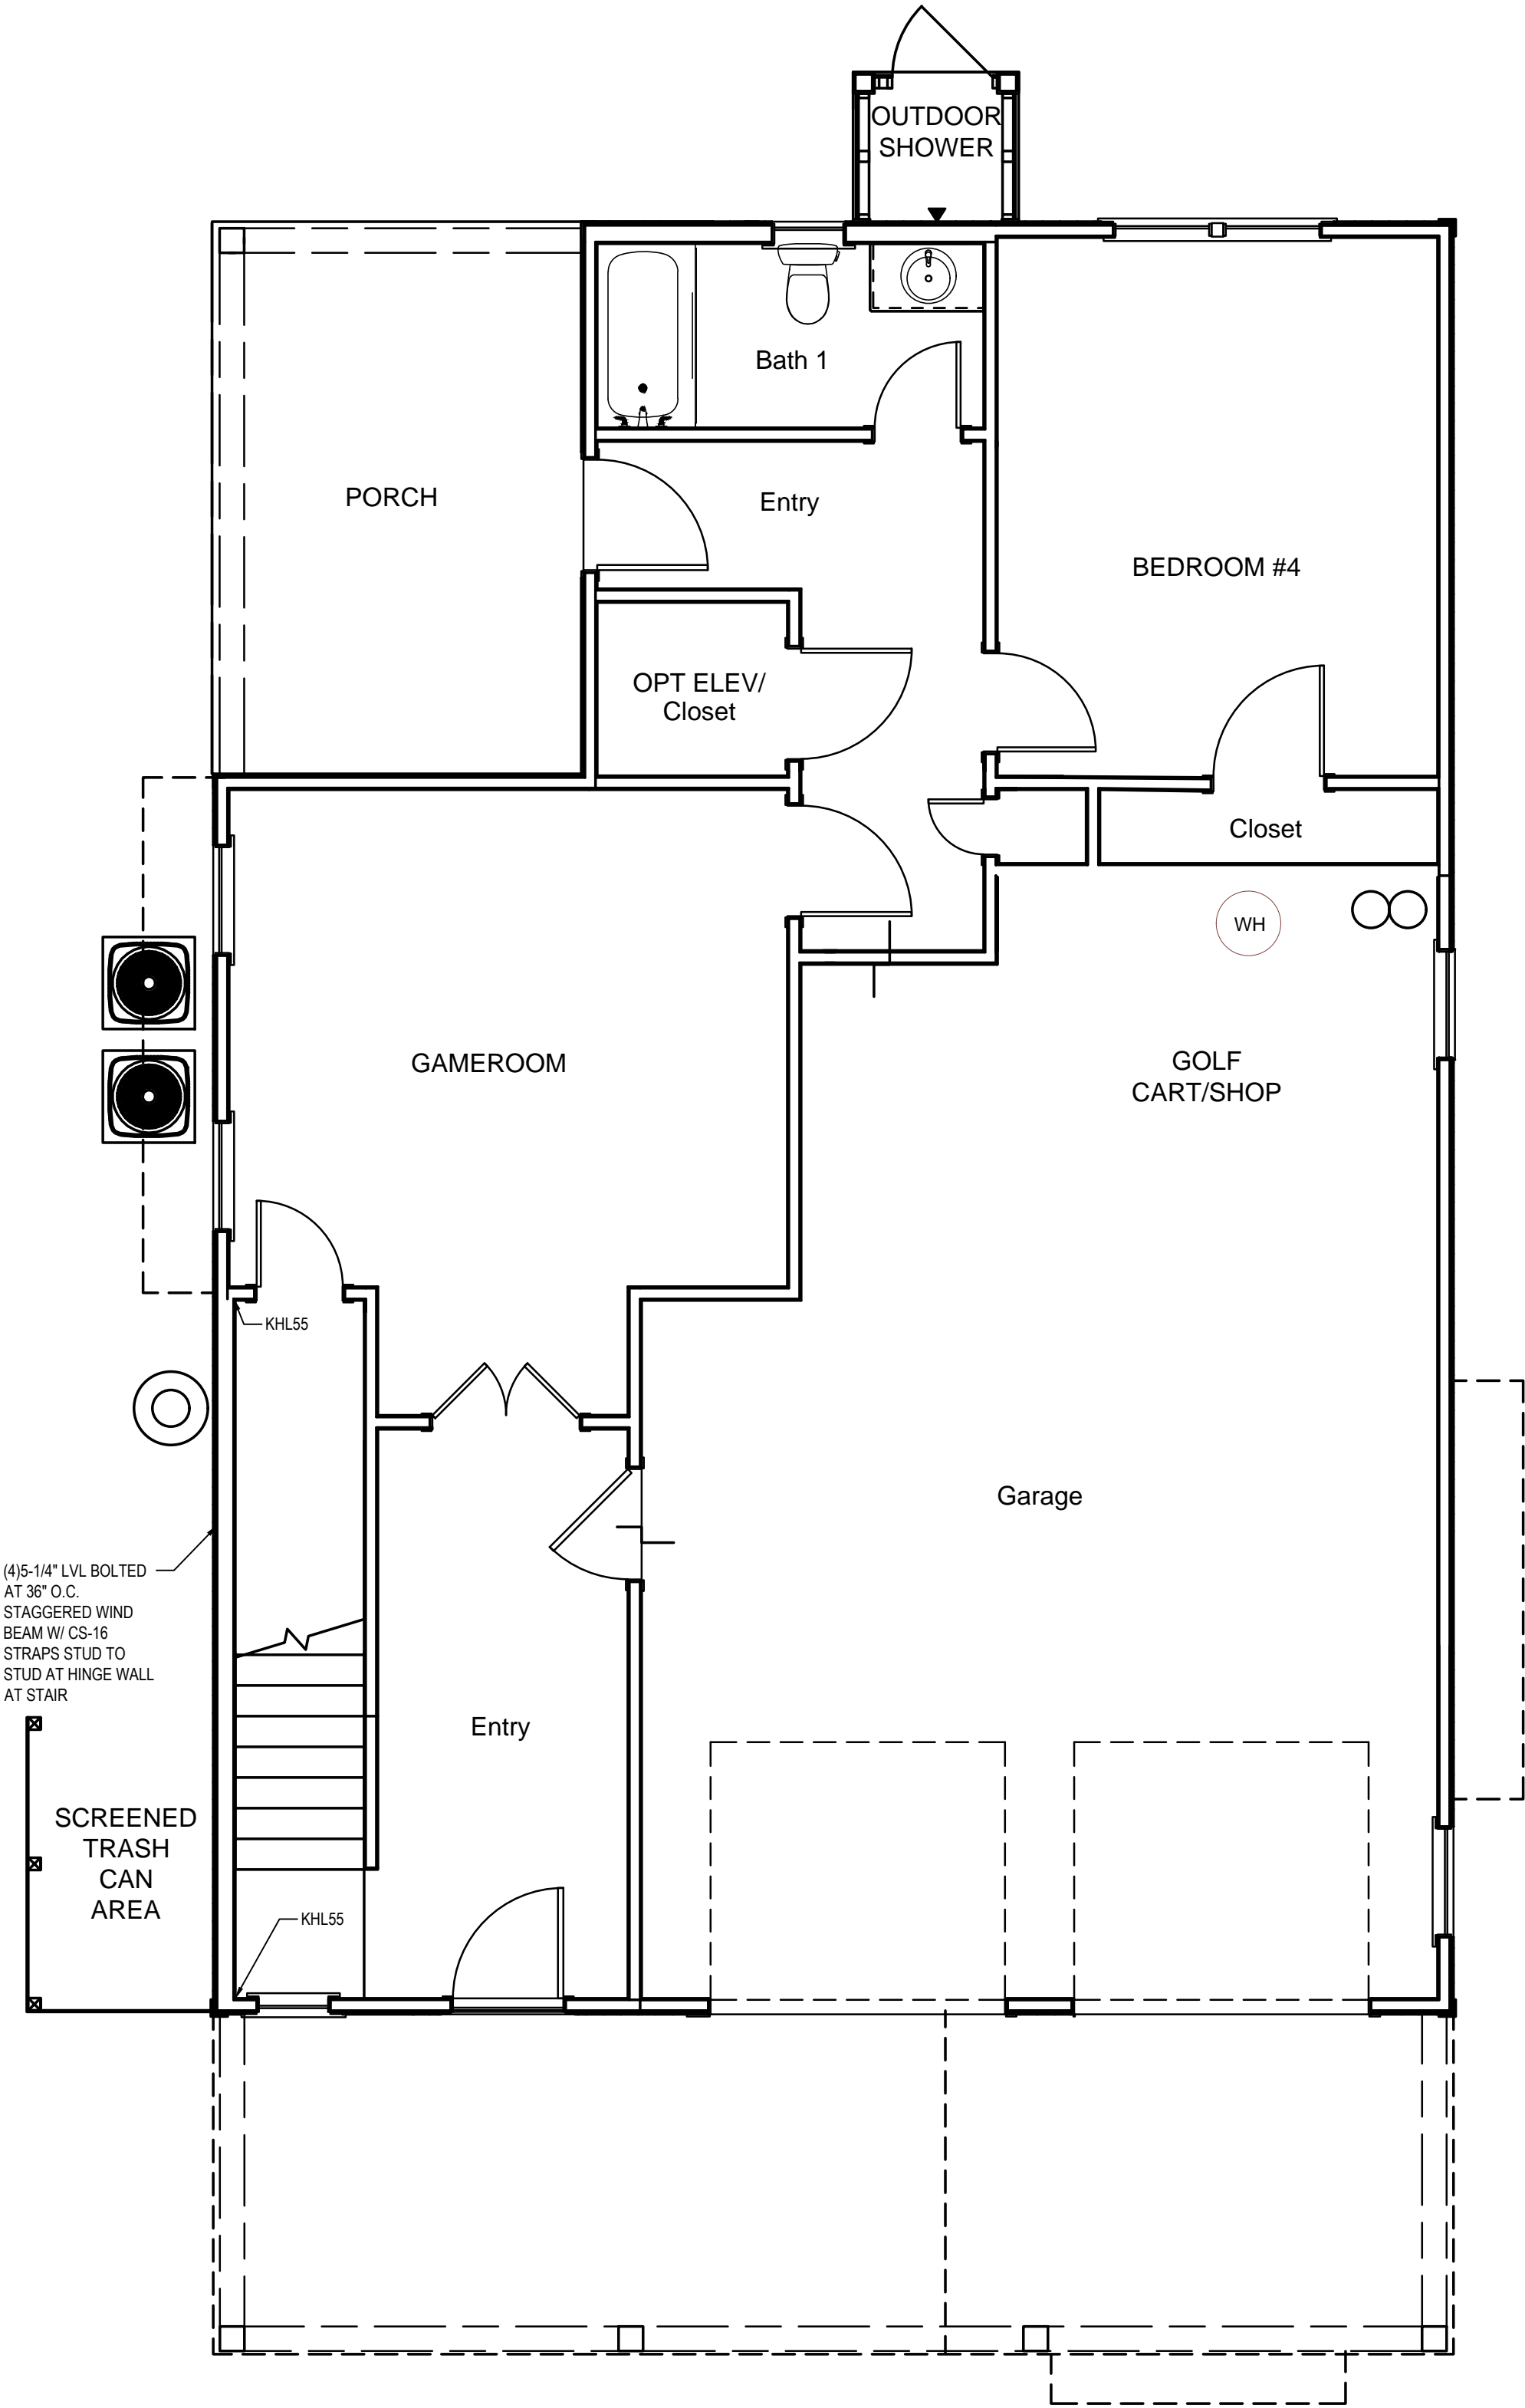 OUTDOOR
SHOWER
Bath 1
PORCH
Entry
BEDROOM #4
OPT ELEV/
Closet
Closet
WH
GAMEROOM
GOLF
CART/SHOP
KHL55
Garage
(4)5-1/4" LVL BOLTED
AT 36" O.C.
STAGGERED WIND
BEAM W/ CS-16
STRAPS STUD TO
STUD AT HINGE WALL
AT STAIR
Entry
SCREENED
TRASH
CAN
AREA
KHL55